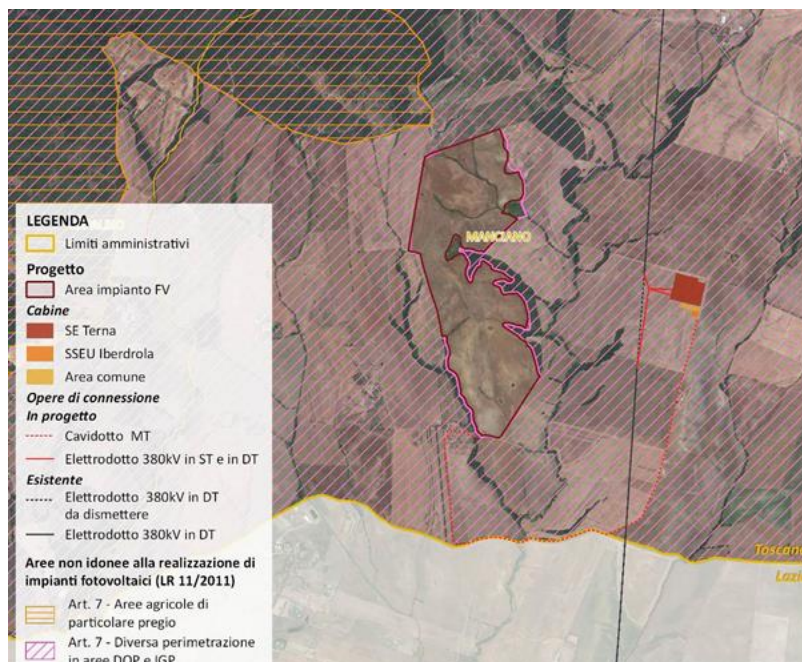 MANCIANO
LEGENDA
Limiti amministrativi
Progetto
Area impianto FV
Cabine
SE Terna
SSEU Iberdrola
Area comune
Opere di connessione
In progetto
Cavidotto MT
Elettrodotto 380kV in ST e in DT
Esistente
Elettrodotto 380kV in DT
da dismettere
Elettrodotto 380kV in DT
Aree non idonee alla realizzazione di
impianti fotovoltaici (LR 11/2011)
Art. 7 - Aree agricole di
particolare pregio
Art. 7 - Diversa perimetrazione
in aree DOP e IGP
Toscana
Lazi